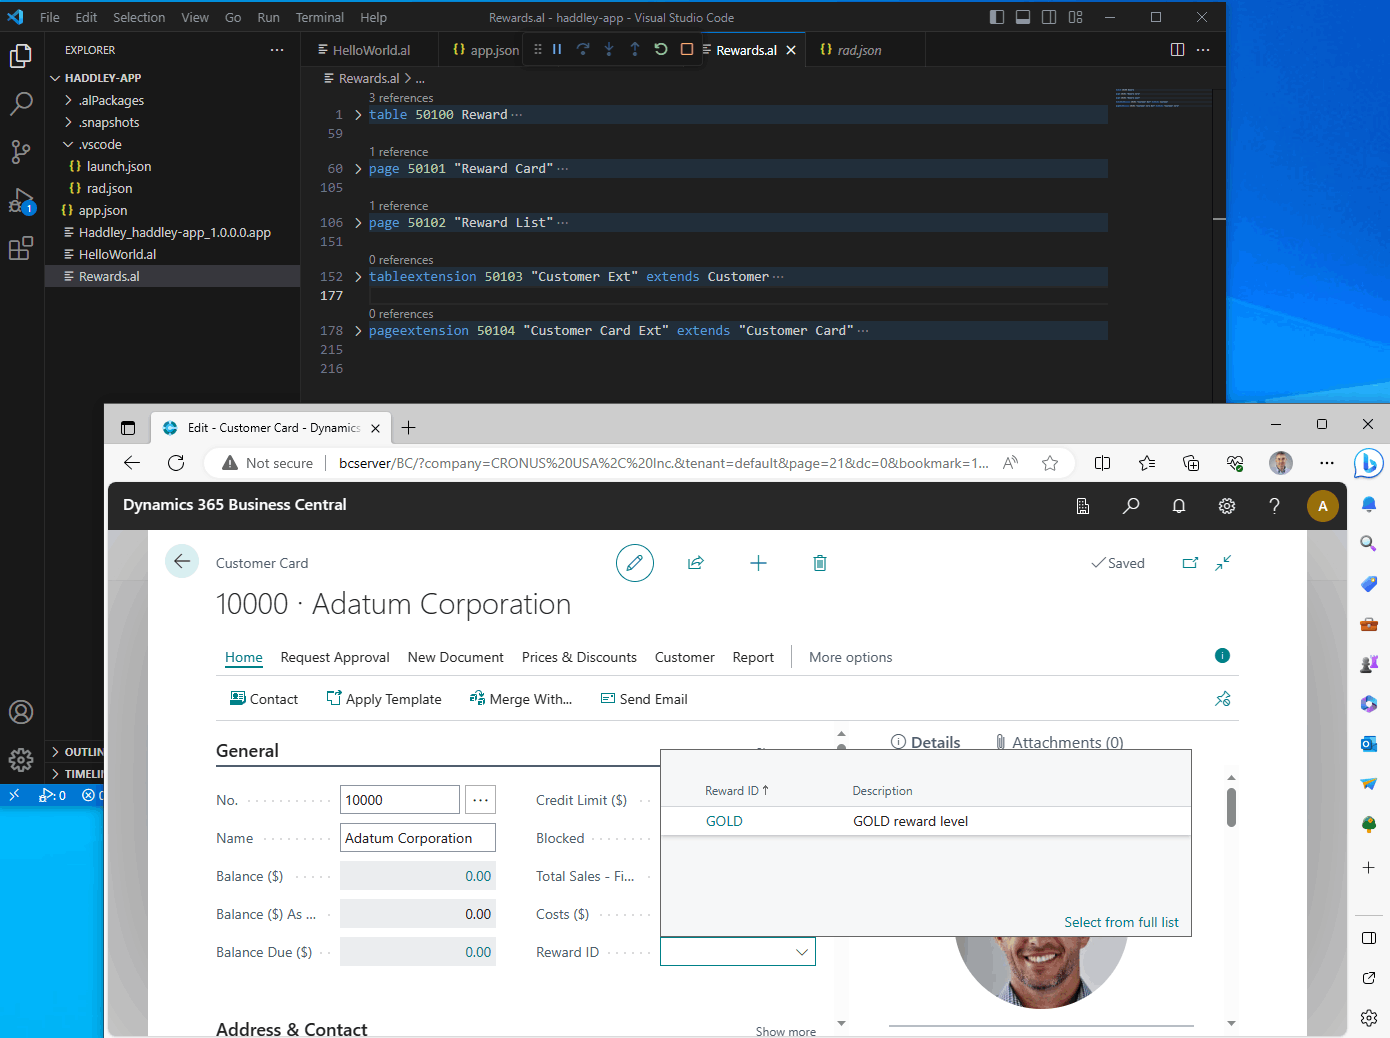 File Edit Selection View Go Run Terminal Help
Rewards.al - haddley-app - Visual Studio Code
EXPLORER
HelloWorld.al
app.json
Rewards.al
rad.json
HADDLEY-APP
.alPackages
.snapshots
.vscode
launch.json
rad.json
app.json
Haddley_haddley-app_1.0.0.0.app
HelloWorld.al
Rewards.al
OUTLIN
TIMELI
1
0
Rewards.al > ...
3 references
1 table 50100 Reward ···
59
1 reference
60 page 50101 "Reward Card" ···
105
1 reference
106 page 50102 "Reward List" ···
151
0 references
152 tableextension 50103 "Customer Ext" extends Customer ···
177
0 references
178 pageextension 50104 "Customer Card Ext" extends "Customer Card" ···
215
216
Edit - Customer Card - Dynamics
Not secure
bcserver/BC/?company=CRONUS%20USA%2C%20Inc.&tenant=default&page=21&dc=0&bookmark=1...
Dynamics 365 Business Central
A
Customer Card
Saved
10000 · Adatum Corporation
Home Request Approval New Document Prices & Discounts Customer Report More options
Contact Apply Template Merge With... Send Email
General
Details
Attachments (0)
No. 10000
Name Adatum Corporation
Balance ($) 0.00
Balance ($) As ... 0.00
Balance Due ($) 0.00
Credit Limit ($)
Blocked
Total Sales - Fi...
Costs ($)
Reward ID
Reward ID ↑ Description
GOLD GOLD reward level
Select from full list
Address & Contact
Show more